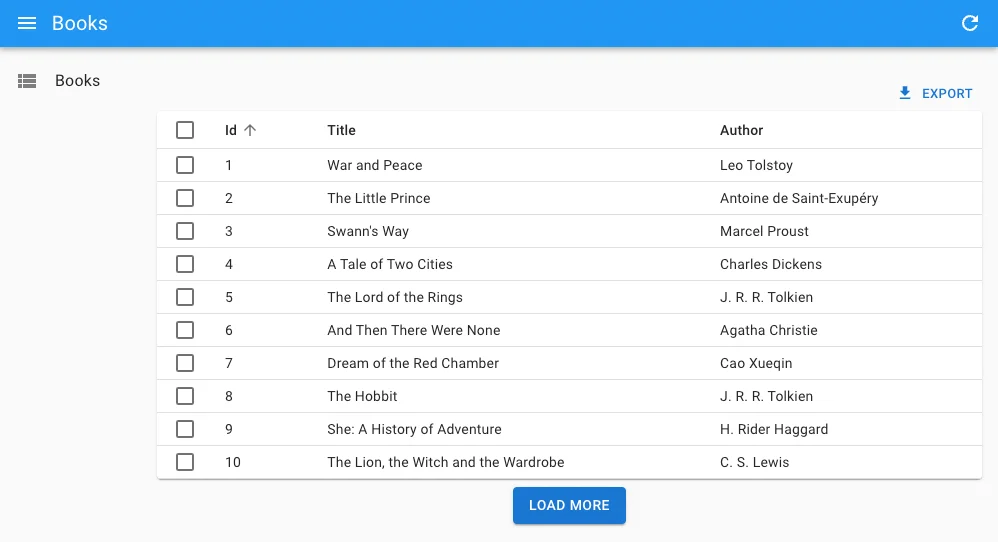 Books
Books
EXPORT
Id Title Author
1 War and Peace Leo Tolstoy
2 The Little Prince Antoine de Saint-Exupéry
3 Swann's Way Marcel Proust
4 A Tale of Two Cities Charles Dickens
5 The Lord of the Rings J. R. R. Tolkien
6 And Then There Were None Agatha Christie
7 Dream of the Red Chamber Cao Xueqin
8 The Hobbit J. R. R. Tolkien
9 She: A History of Adventure H. Rider Haggard
10 The Lion, the Witch and the Wardrobe C. S. Lewis
LOAD MORE